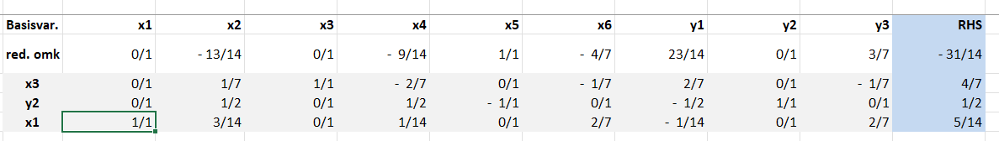 Basisvar. x1 x2 x3 x4 x5 x6 y1 y2 y3 RHS
red. omk 0/1 - 13/14 0/1 - 9/14 1/1 - 4/7 23/14 0/1 3/7 - 31/14
x3 0/1 1/7 1/1 - 2/7 0/1 - 1/7 2/7 0/1 - 1/7 4/7
y2 0/1 1/2 0/1 1/2 - 1/1 0/1 - 1/2 1/1 0/1 1/2
x1 1/1 3/14 0/1 1/14 0/1 2/7 - 1/14 0/1 2/7 5/14